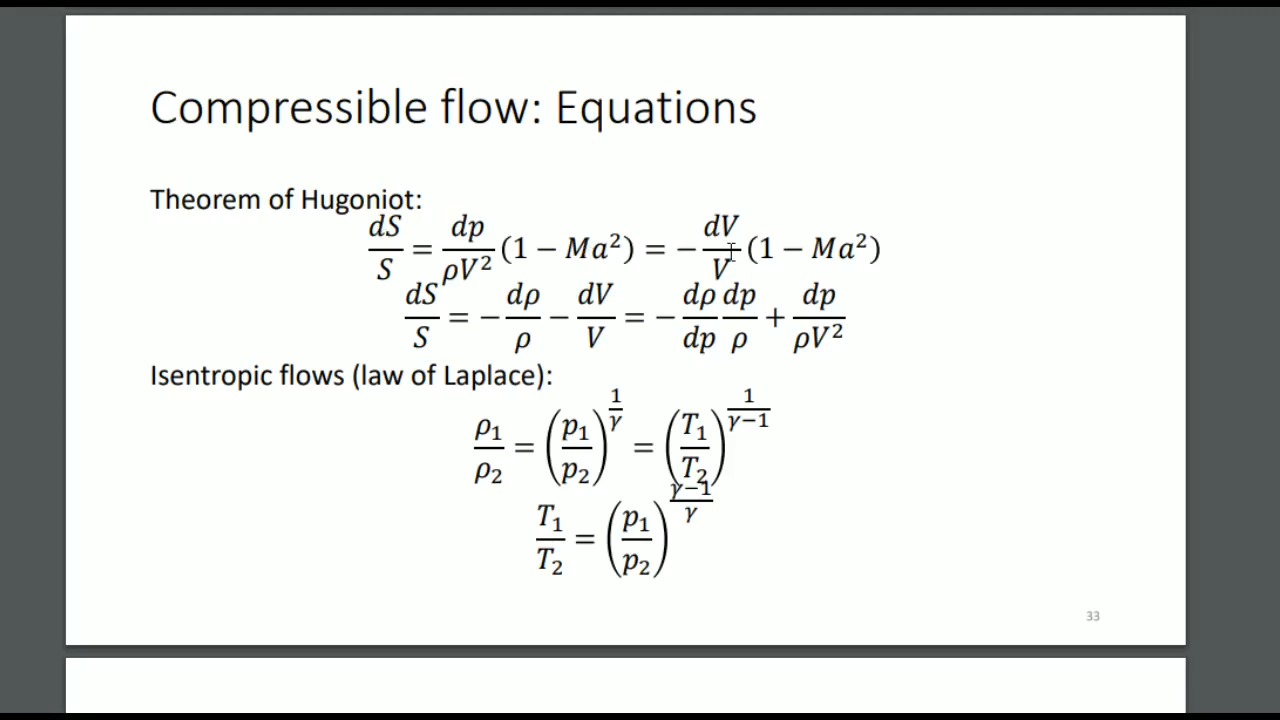 Compressible flow: Equations
Theorem of Hugoniot:
dS/S = dp/ρV² (1 − Ma²) = − dV/V (1 − Ma²)
dS/S = − dρ/ρ − dV/V = − dρ/dp dp/ρ + dp/ρV²
Isentropic flows (law of Laplace):
ρ₁/ρ₂ = (p₁/p₂)^(1/γ) = (T₁/T₂)^(1/(γ−1))
T₁/T₂ = (p₁/p₂)^((γ−1)/γ)
33